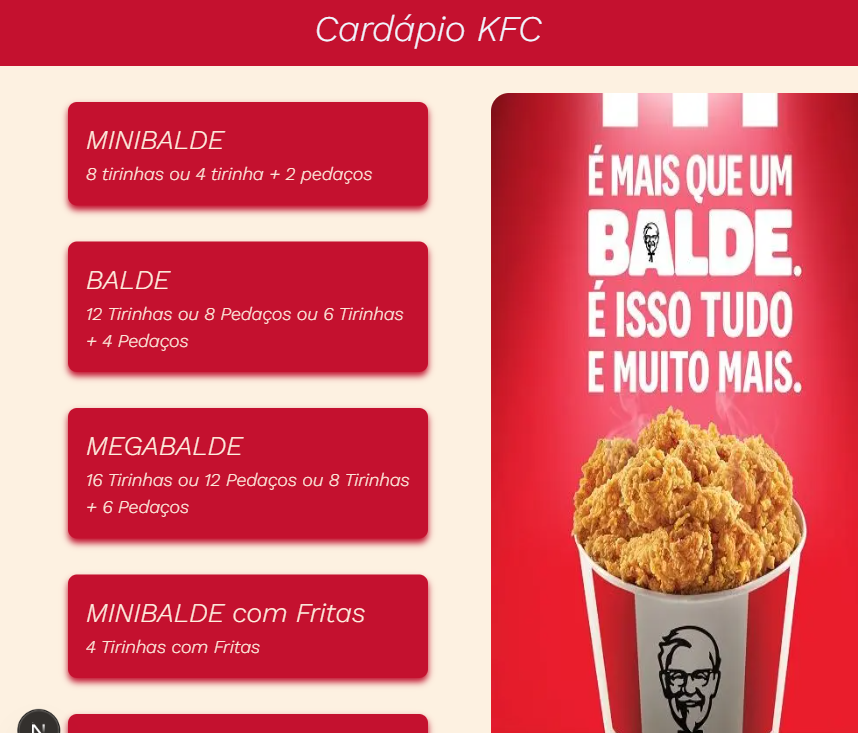 Cardápio KFC
MINIBALDE
8 tirinhas ou 4 tirinha + 2 pedaços
BALDE
12 Tirinhas ou 8 Pedaços ou 6 Tirinhas
+ 4 Pedaços
MEGABALDE
16 Tirinhas ou 12 Pedaços ou 8 Tirinhas
+ 6 Pedaços
MINIBALDE com Fritas
4 Tirinhas com Fritas
É MAIS QUE UM
BALDE.
É ISSO TUDO
E MUITO MAIS.
N